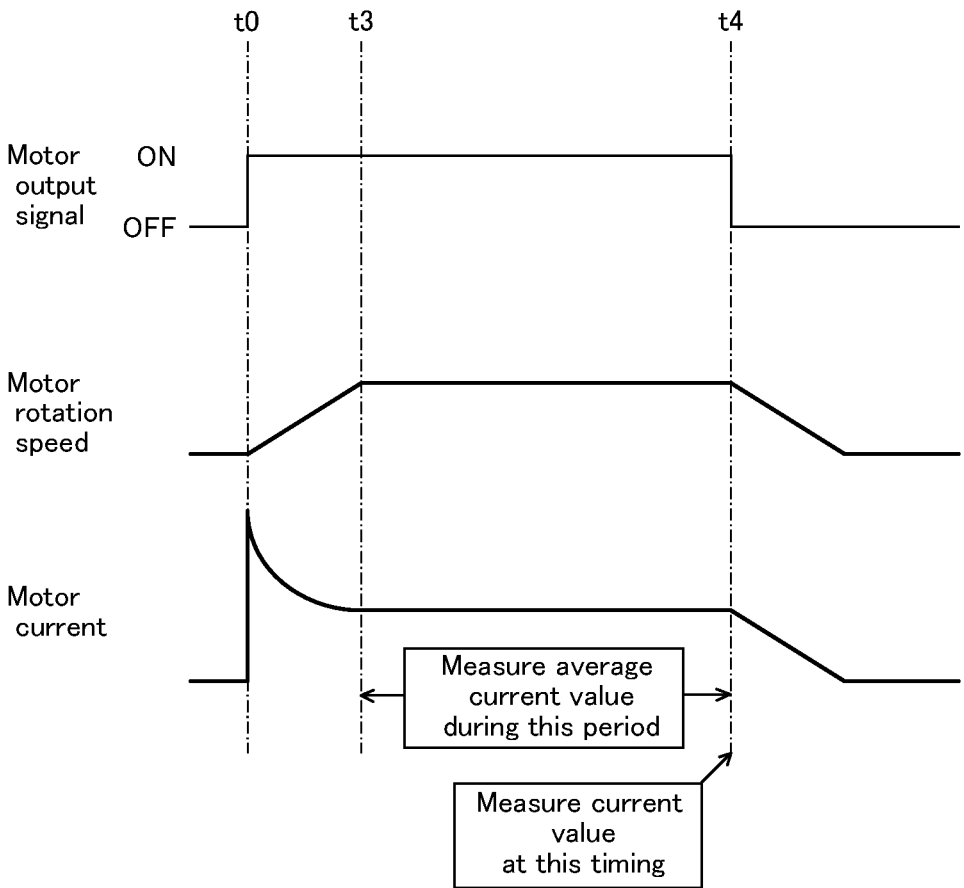 t0 t3 t4
Motor
output
signal
ON
OFF
Motor
rotation
speed
Motor
current
Measure average
current value
during this period
Measure current
value
at this timing